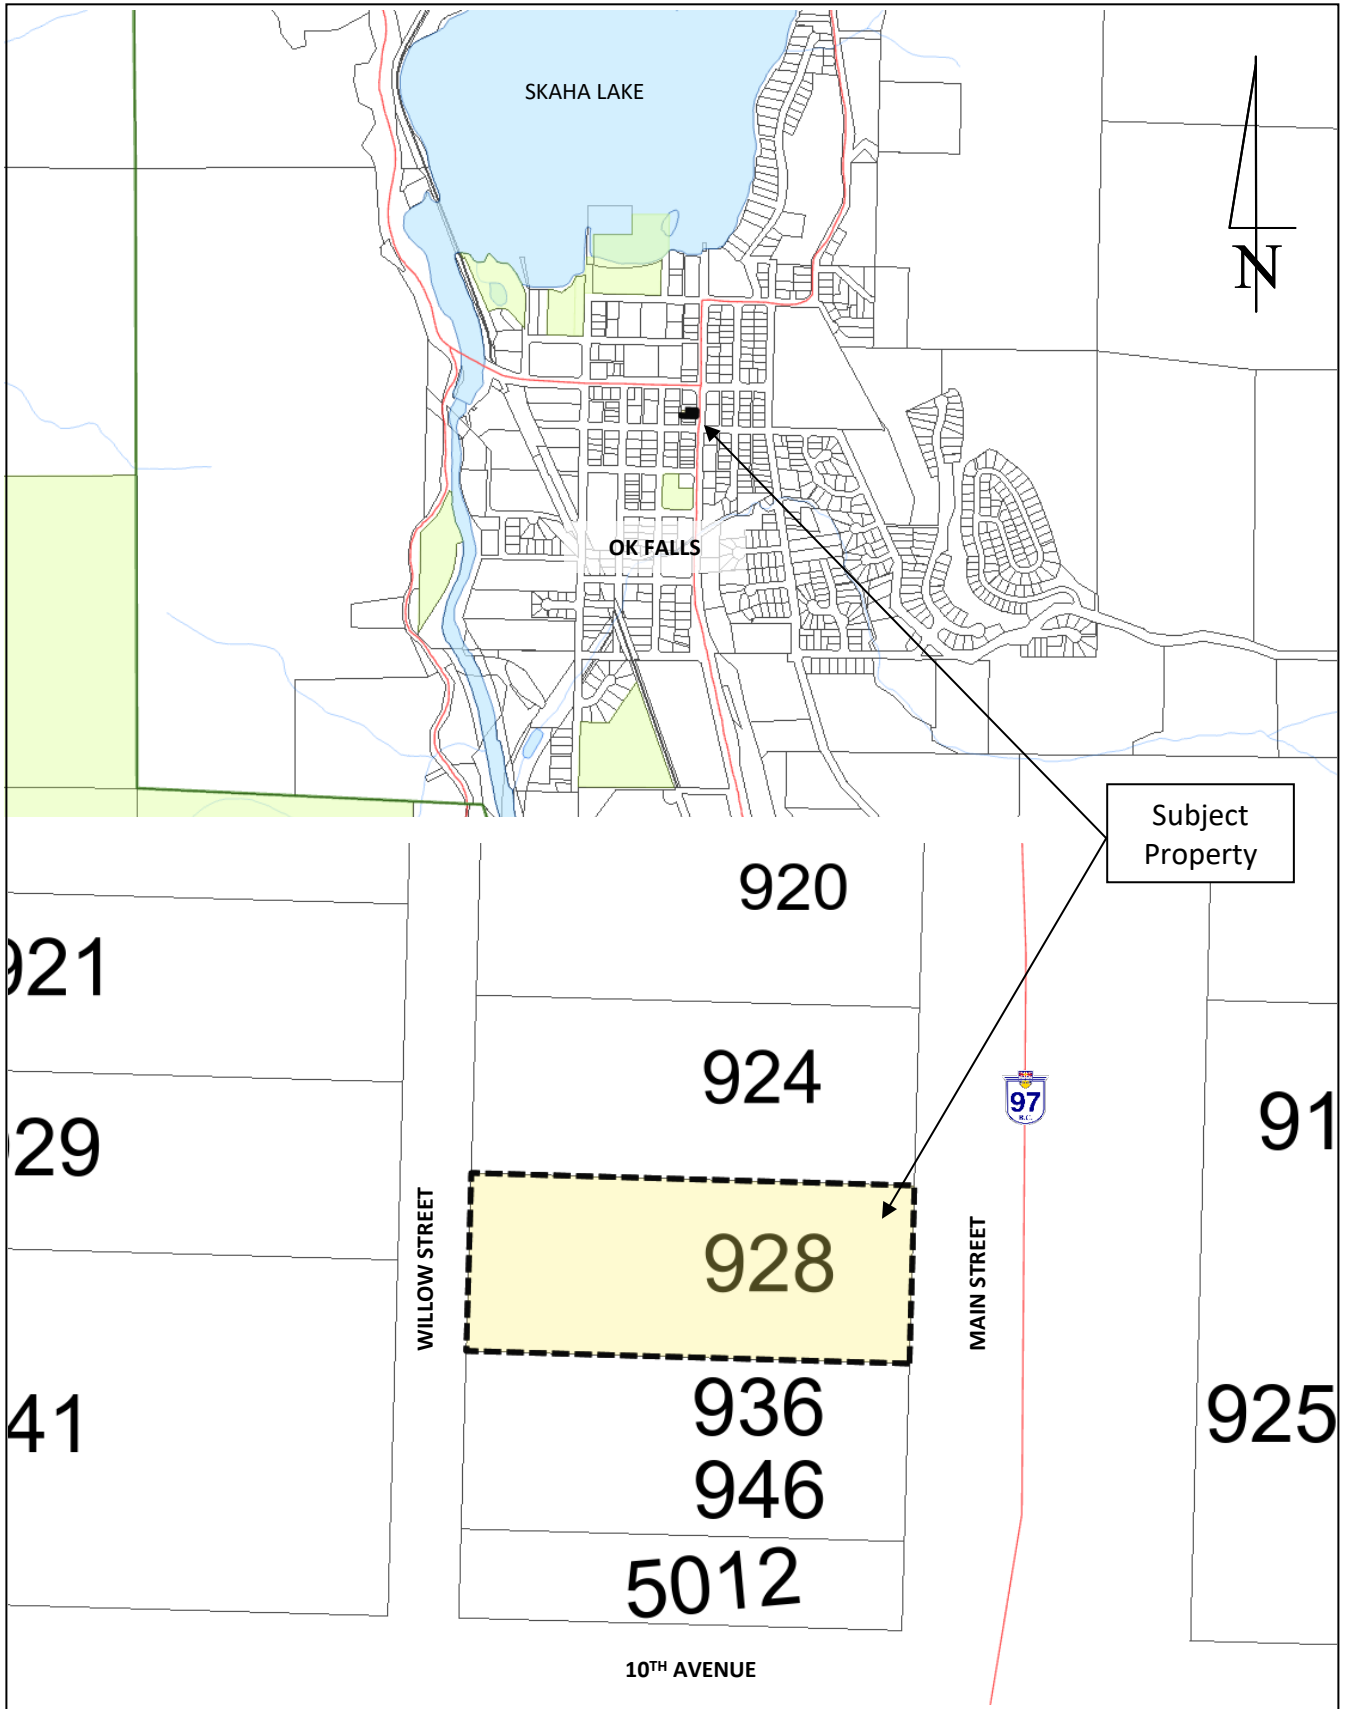 SKAHA LAKE
N
OK FALLS
Subject
Property
920
921
924
97
B.C.
91
29
WILLOW STREET
928
MAIN STREET
936
41
925
946
5012
10TH AVENUE